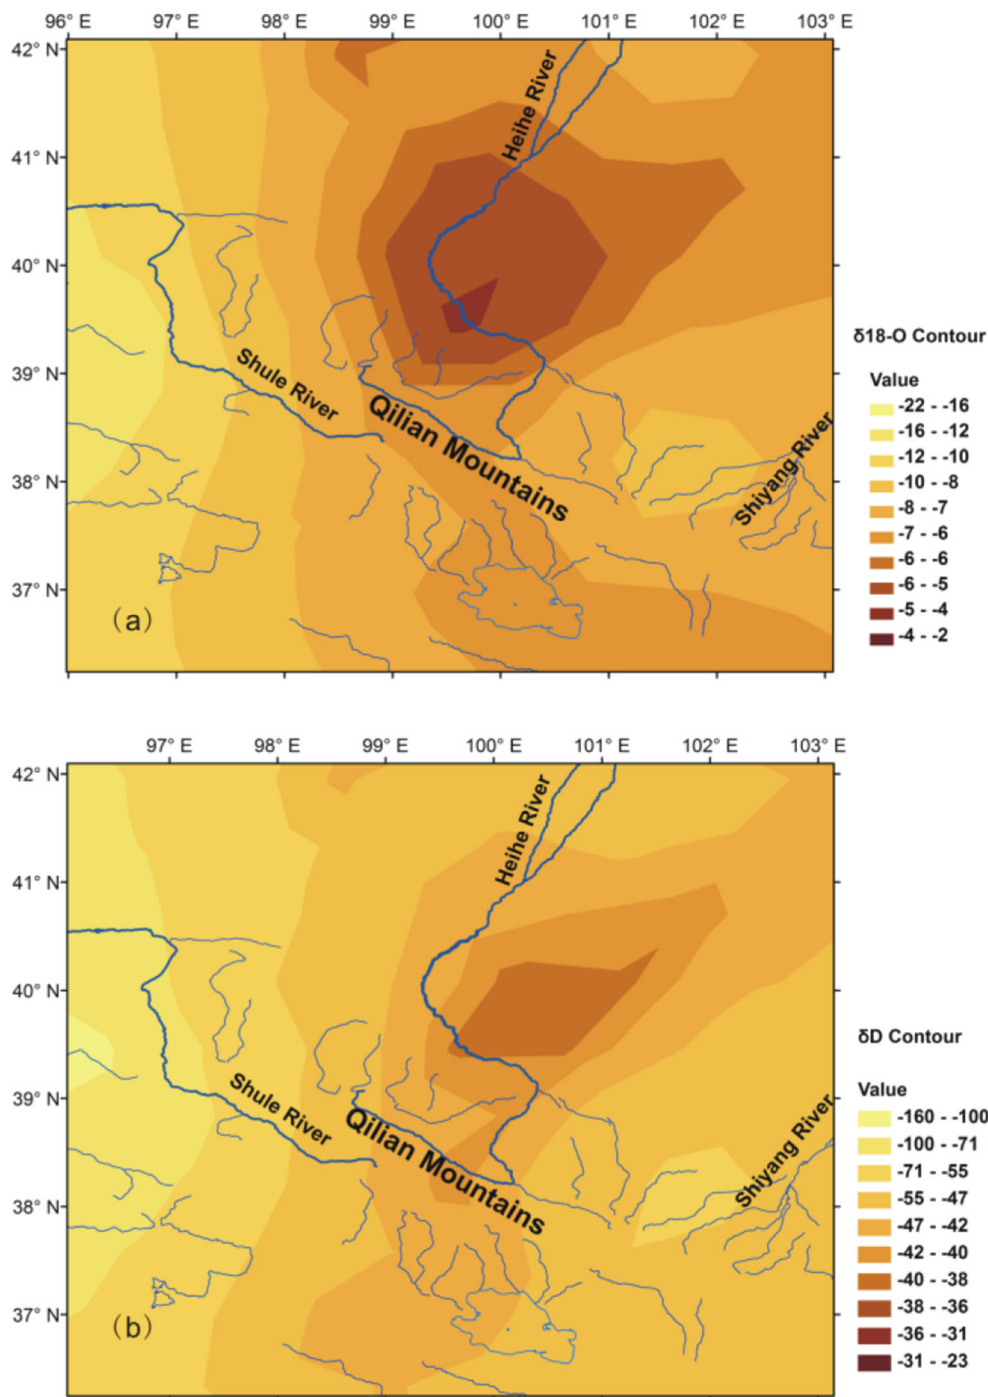 96° E 97° E 98° E 99° E 100° E 101° E 102° E 103° E
42° N
41° N
40° N
39° N
38° N
37° N
Heihe River
Shule River
Qilian Mountains
Shiyang River
(a)
δ18-O Contour
Value
-22 - -16
-16 - -12
-12 - -10
-10 - -8
-8 - -7
-7 - -6
-6 - -6
-6 - -5
-5 - -4
-4 - -2
97° E 98° E 99° E 100° E 101° E 102° E 103° E
42° N
41° N
40° N
39° N
38° N
37° N
Heihe River
Shule River
Qilian Mountains
Shiyang River
(b)
δD Contour
Value
-160 - -100
-100 - -71
-71 - -55
-55 - -47
-47 - -42
-42 - -40
-40 - -38
-38 - -36
-36 - -31
-31 - -23